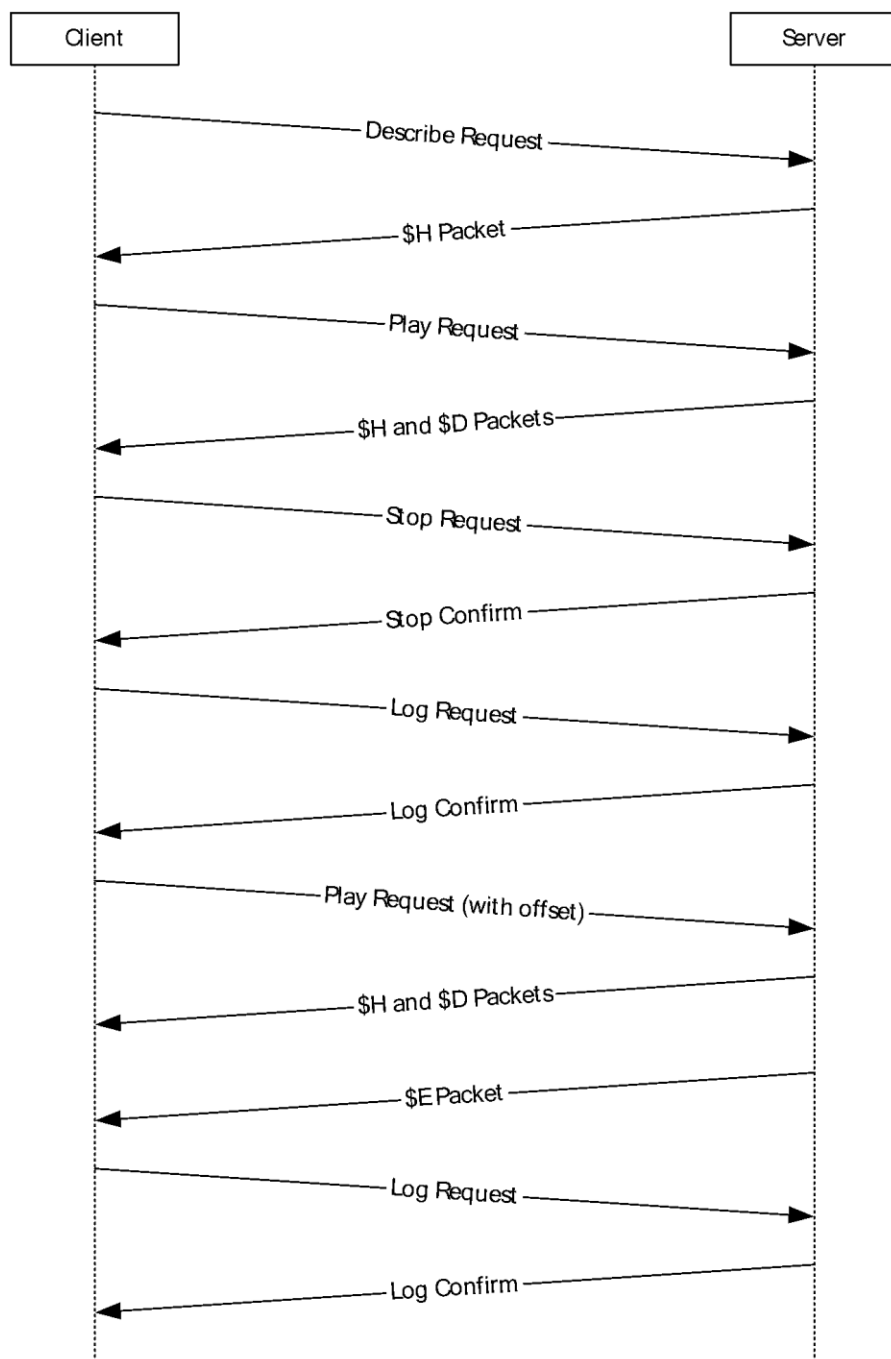 Client
Server
Describe Request
$H Packet
Play Request
$H and $D Packets
Stop Request
Stop Confirm
Log Request
Log Confirm
Play Request (with offset)
$H and $D Packets
$E Packet
Log Request
Log Confirm